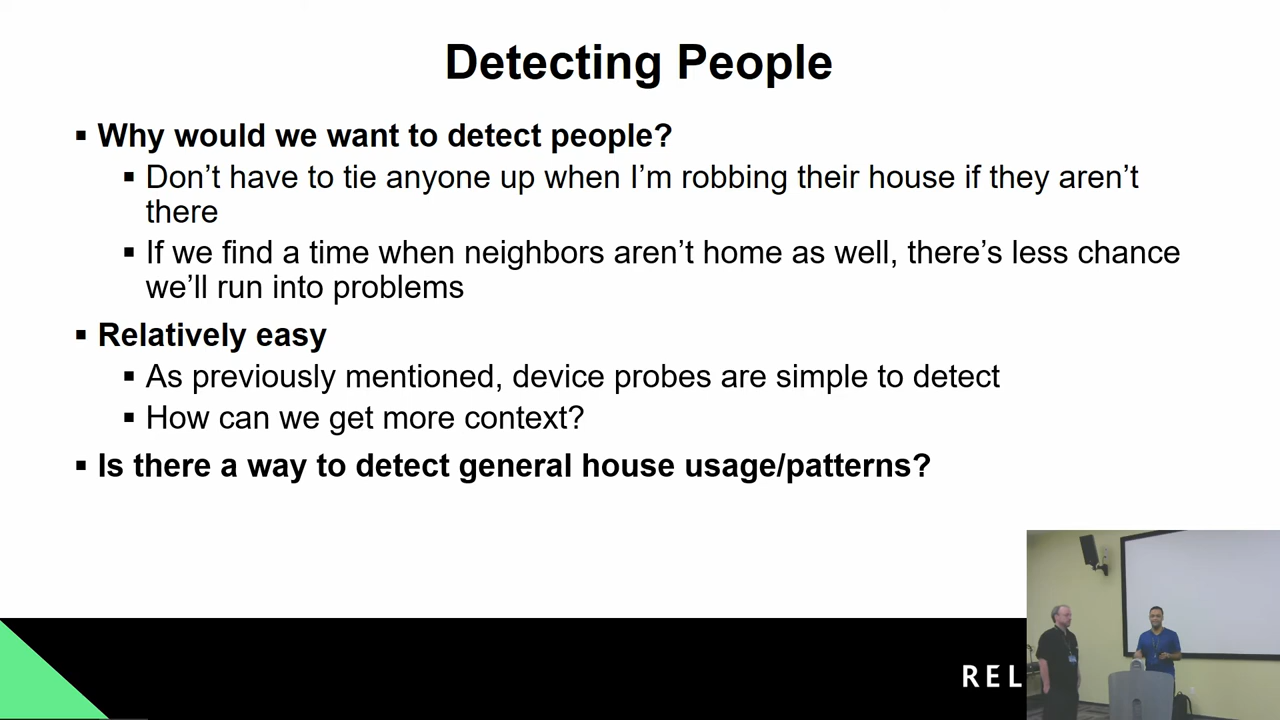 Detecting People
▪ Why would we want to detect people?
▪ Don’t have to tie anyone up when I’m robbing their house if they aren’t
there
▪ If we find a time when neighbors aren’t home as well, there’s less chance
we’ll run into problems
▪ Relatively easy
▪ As previously mentioned, device probes are simple to detect
▪ How can we get more context?
▪ Is there a way to detect general house usage/patterns?
REL